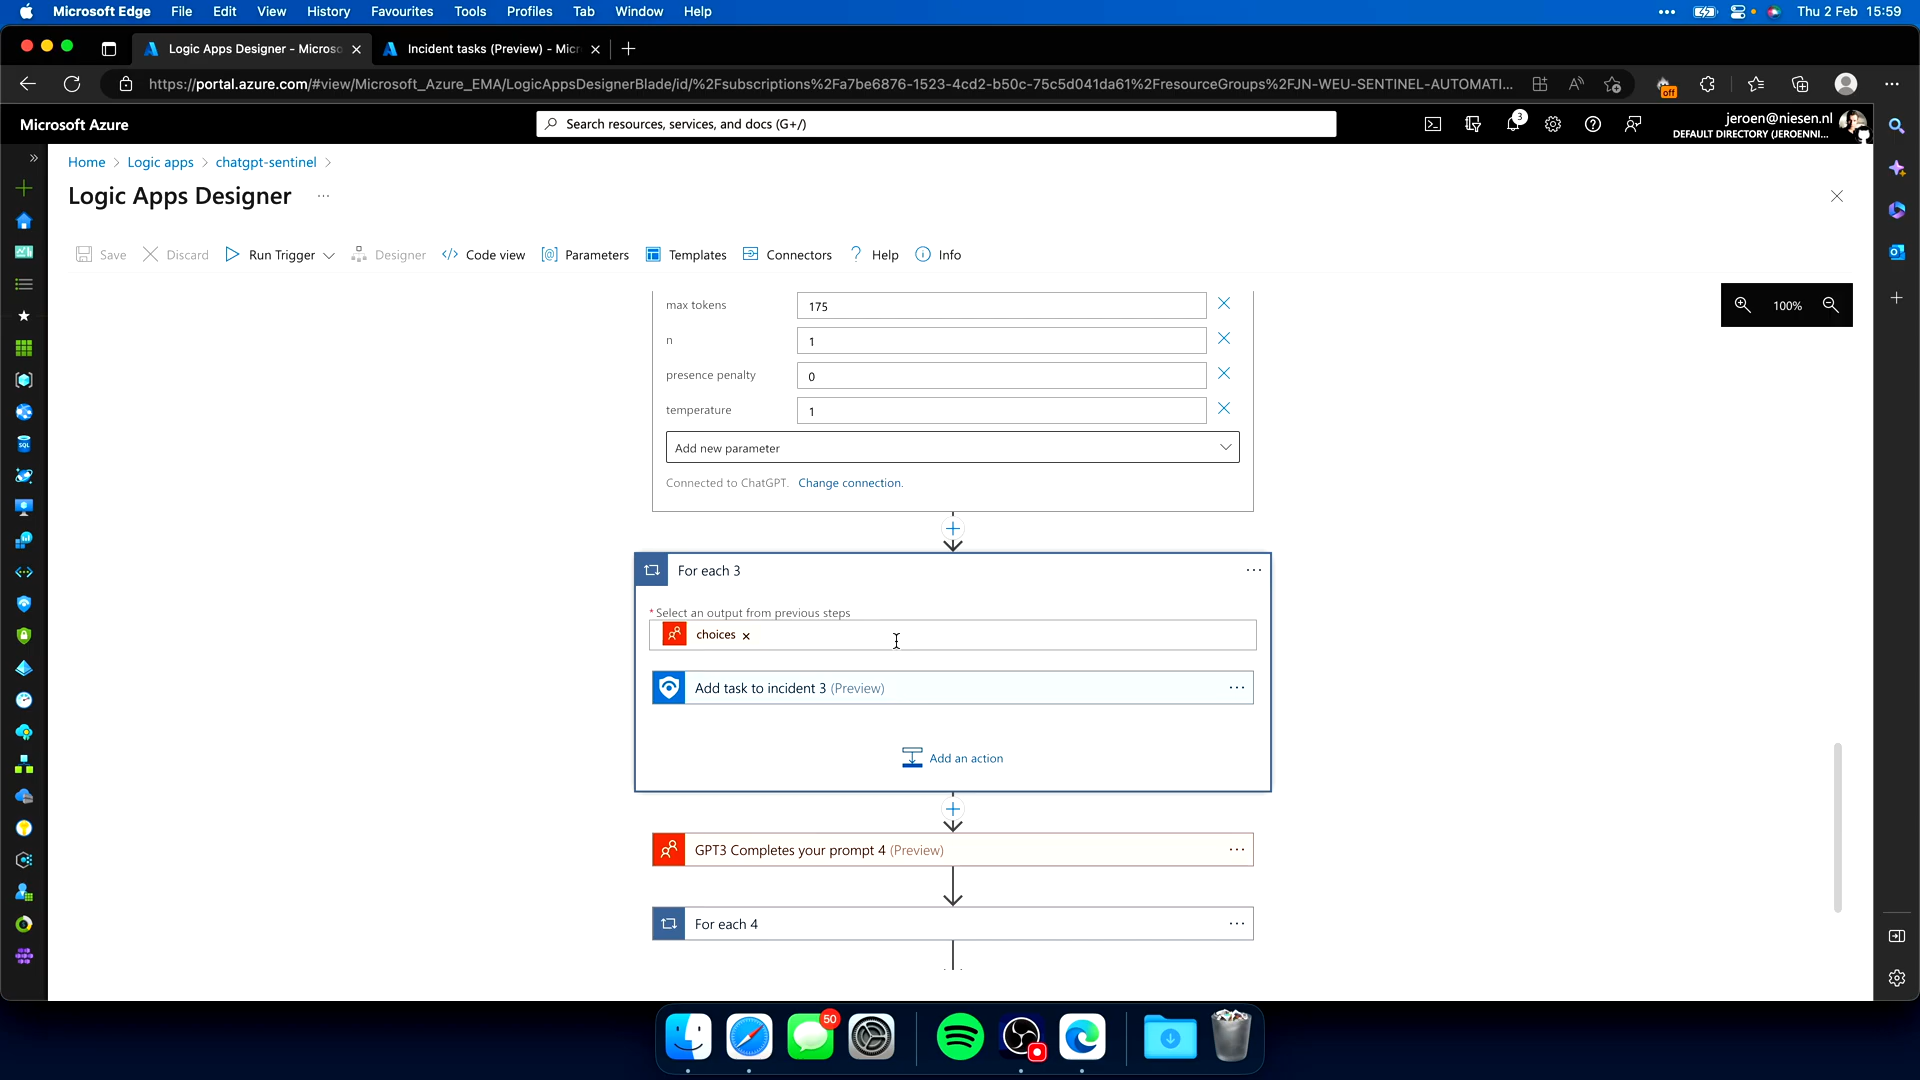 Microsoft Edge File Edit View History Favourites Tools Profiles Tab Window Help
Thu 2 Feb 15:59
Logic Apps Designer - Microso
Incident tasks (Preview) - Micr
https://portal.azure.com/#view/Microsoft_Azure_EMA/LogicAppsDesignerBlade/id/%2Fsubscriptions%2Fa7be6876-1523-4cd2-b50c-75c5d041da61%2FresourceGroups%2FJN-WEU-SENTINEL-AUTOMATI...
off
Microsoft Azure
Search resources, services, and docs (G+/)
3
jeroen@niesen.nl
DEFAULT DIRECTORY (JEROENNI...
Home > Logic apps > chatgpt-sentinel >
Logic Apps Designer ...
Save Discard Run Trigger Designer Code view Parameters Templates Connectors Help Info
100%
max tokens 175
n 1
presence penalty 0
temperature 1
Add new parameter
Connected to ChatGPT. Change connection.
For each 3
* Select an output from previous steps
choices
Add task to incident 3 (Preview)
Add an action
GPT3 Completes your prompt 4 (Preview)
For each 4
SQL
50